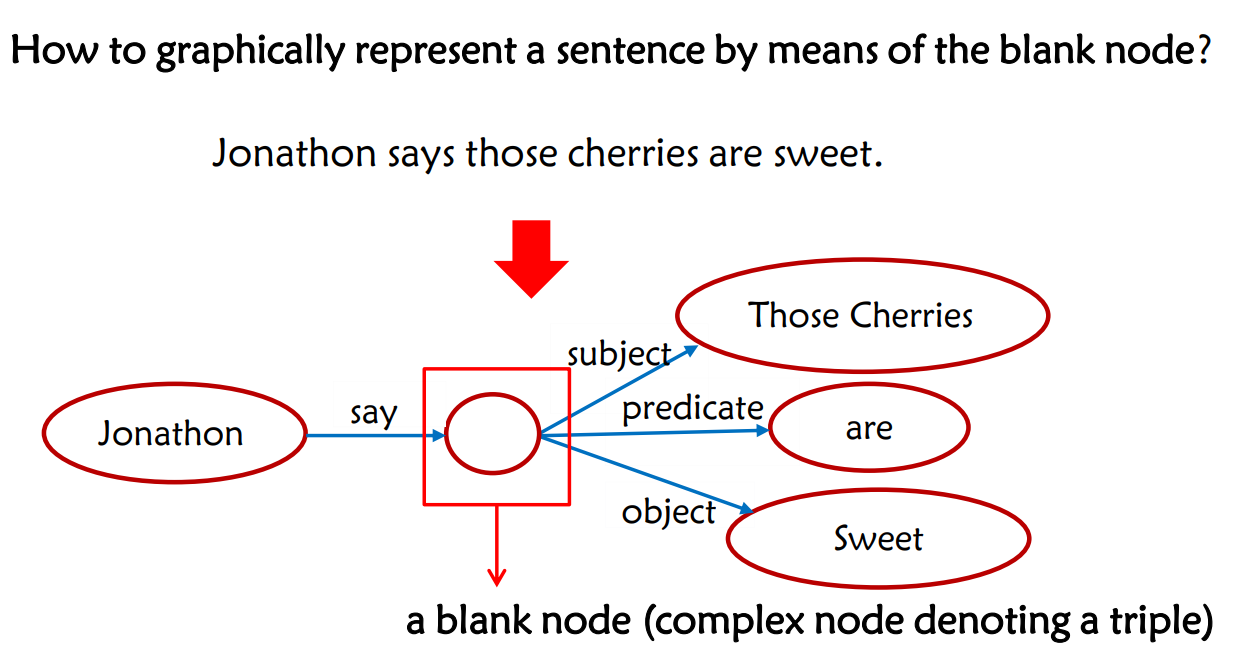 How to graphically represent a sentence by means of the blank node?
Jonathon says those cherries are sweet.
Those Cherries
subject
predicate
say
Jonathon
are
object
Sweet
a blank node (complex node denoting a triple)